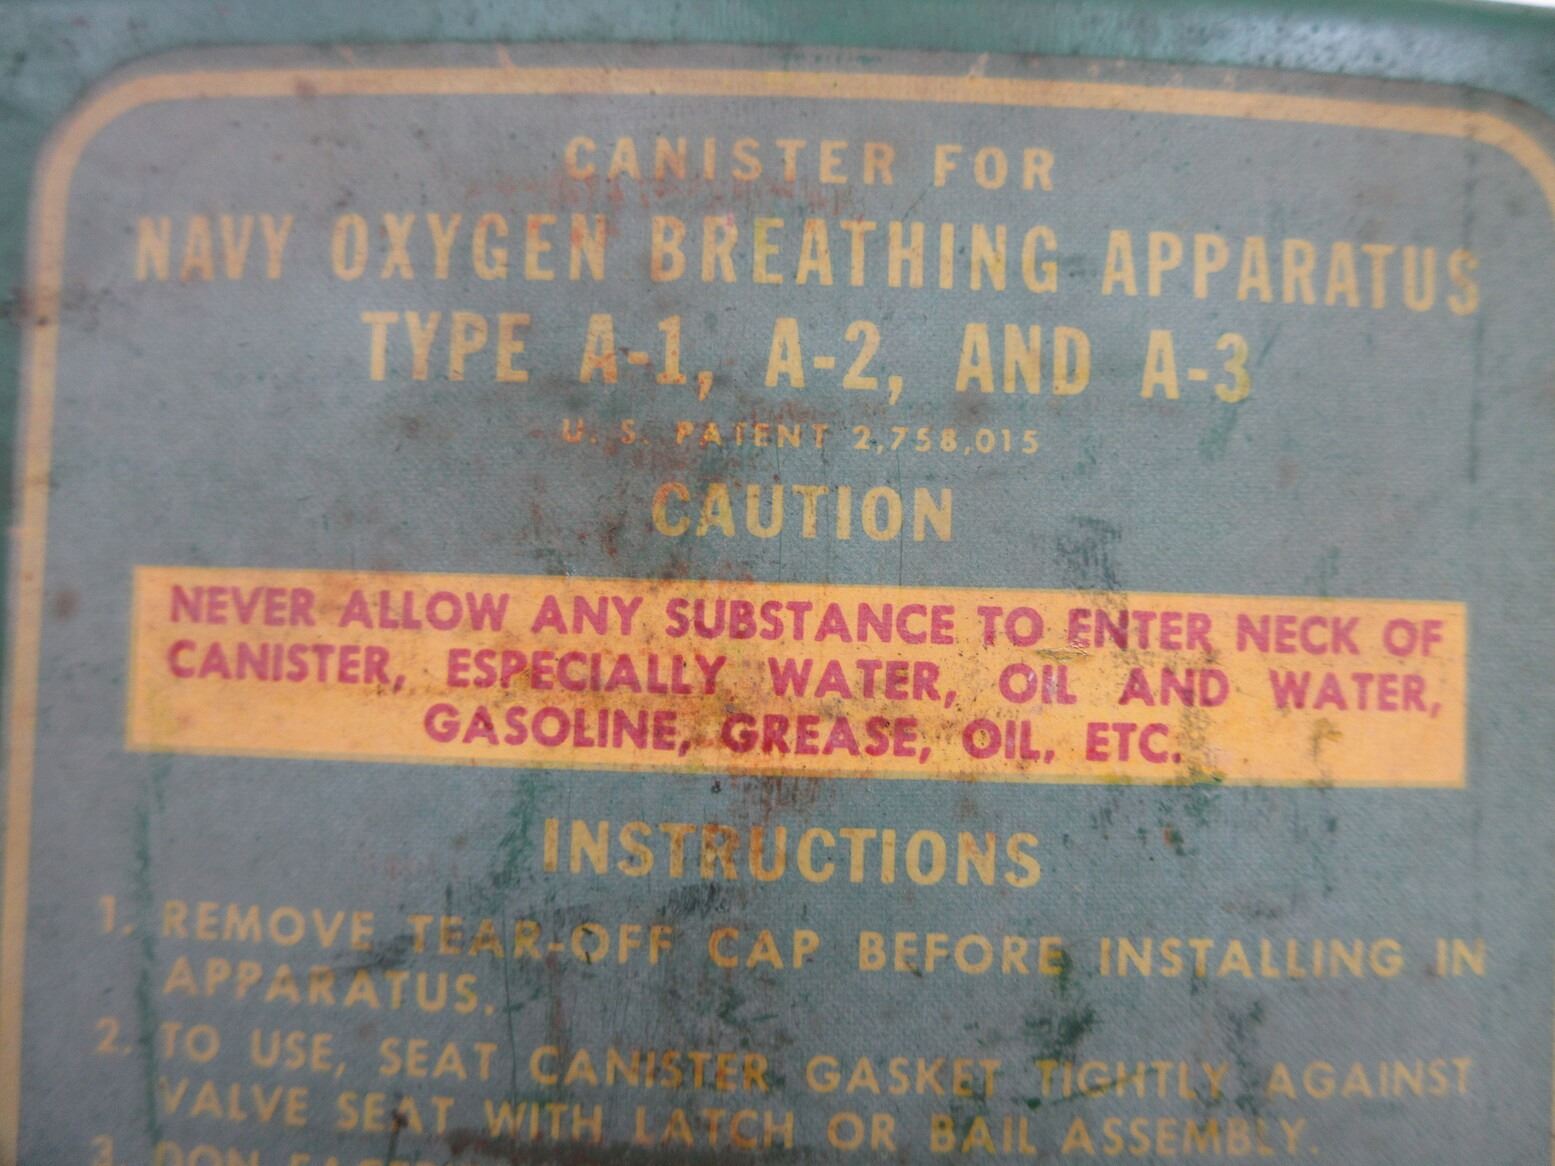 CANISTER FOR
NAVY OXYGEN BREATHING APPARATUS
TYPE A-1, A-2, AND A-3
U. S. PATENT 2,758,015
CAUTION
NEVER ALLOW ANY SUBSTANCE TO ENTER NECK OF
CANISTER, ESPECIALLY WATER, OIL AND WATER,
GASOLINE, GREASE, OIL, ETC.
INSTRUCTIONS
1. REMOVE TEAR-OFF CAP BEFORE INSTALLING IN
APPARATUS.
2. TO USE, SEAT CANISTER GASKET TIGHTLY AGAINST
VALVE SEAT WITH LATCH OR BAIL ASSEMBLY.
3. DON